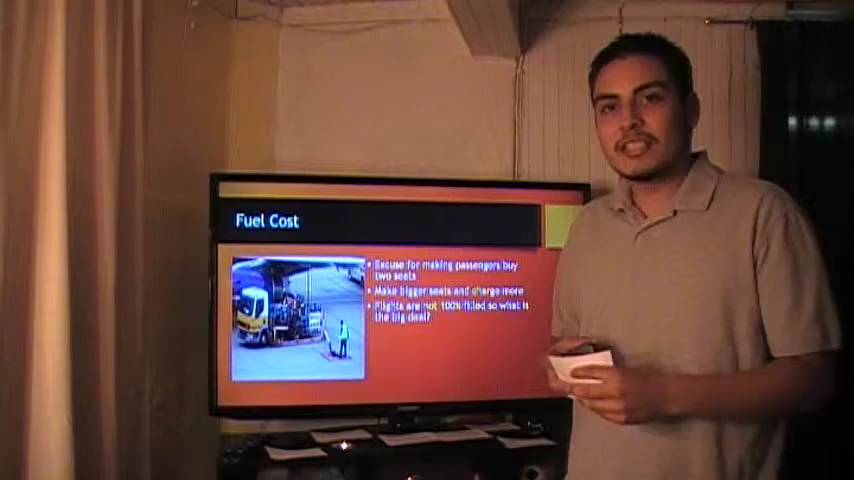 Fuel Cost
• Excuse for making passengers buy
two seats
• Make bigger seats and charge more
• Flights are not 100% filled so what is
the big deal?